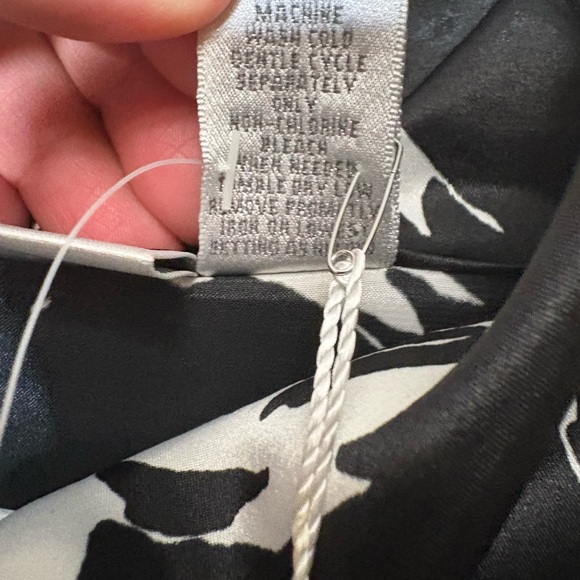 MACHINE
WASH COLD
GENTLE CYCLE
SEPARATELY
ONLY
NON-CHLORINE
BLEACH
WHEN NEEDED
TUMBLE DRY LOW
REMOVE PROMPTLY
IRON ON LOWEST
SETTING AS